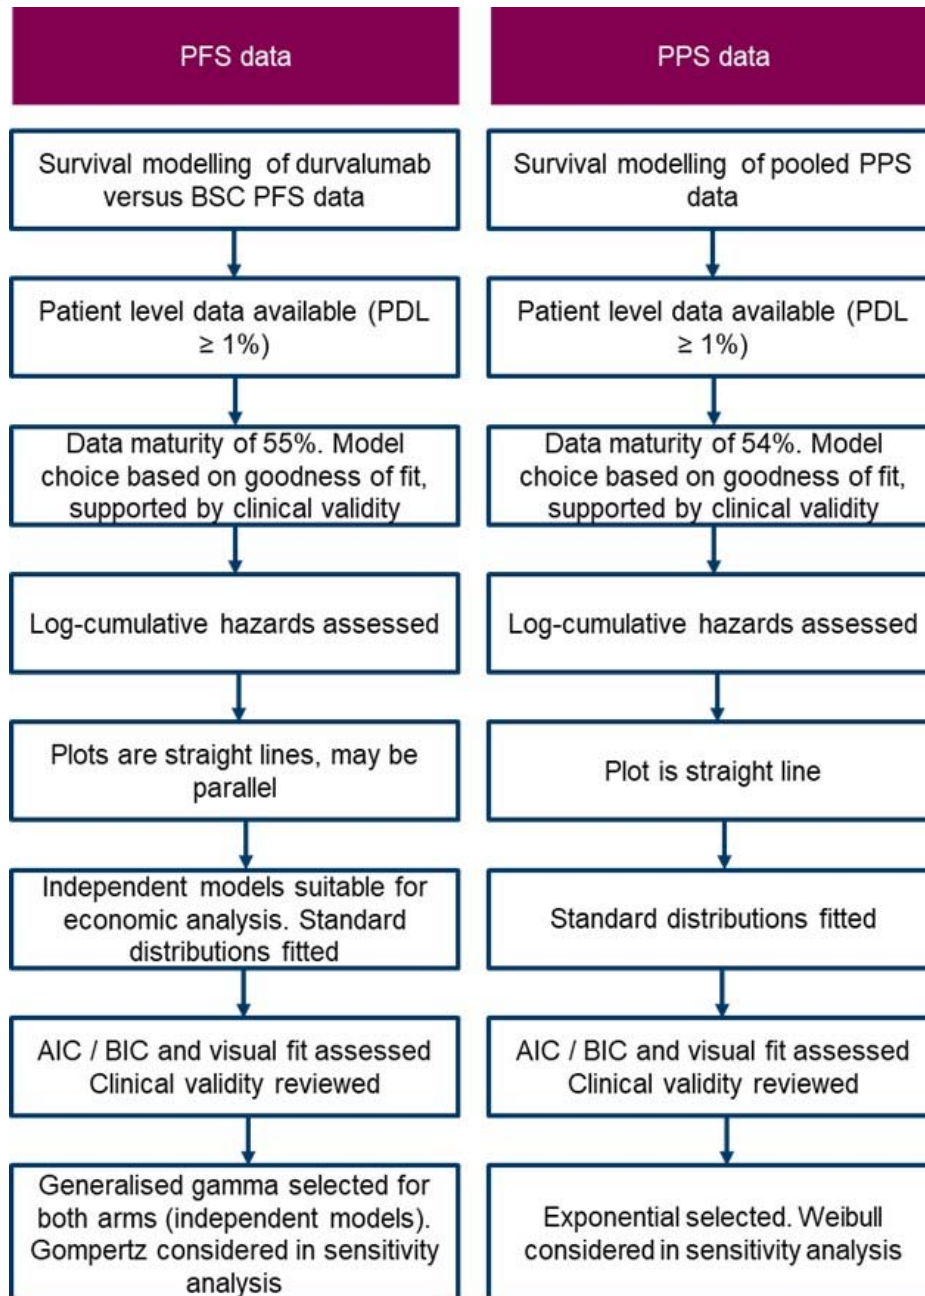 PFS data
Survival modelling of durvalumab
versus BSC PFS data
Patient level data available (PDL
≥ 1%)
Data maturity of 55%. Model
choice based on goodness of fit,
supported by clinical validity
Log-cumulative hazards assessed
Plots are straight lines, may be
parallel
Independent models suitable for
economic analysis. Standard
distributions fitted
AIC / BIC and visual fit assessed
Clinical validity reviewed
Generalised gamma selected for
both arms (independent models).
Gompertz considered in sensitivity
analysis
PPS data
Survival modelling of pooled PPS
data
Patient level data available (PDL
≥ 1%)
Data maturity of 54%. Model
choice based on goodness of fit,
supported by clinical validity
Log-cumulative hazards assessed
Plot is straight line
Standard distributions fitted
AIC / BIC and visual fit assessed
Clinical validity reviewed
Exponential selected. Weibull
considered in sensitivity analysis